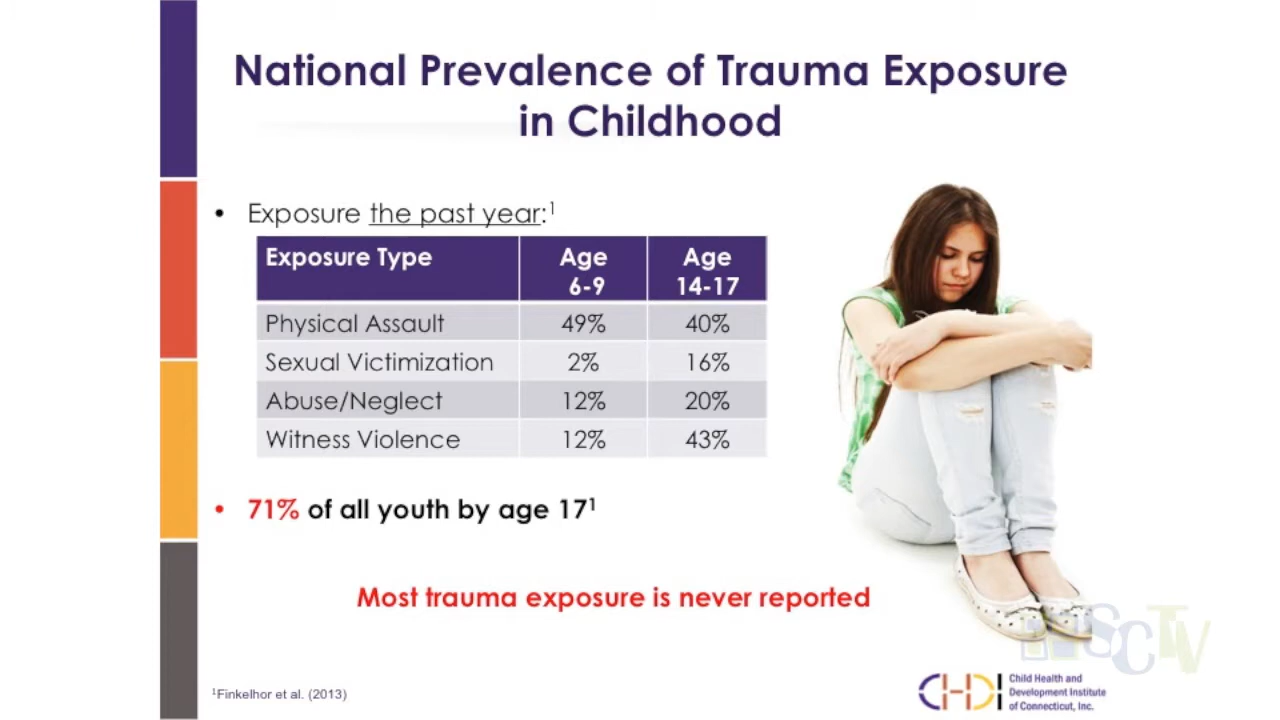 National Prevalence of Trauma Exposure
in Childhood
• Exposure the past year:¹
Exposure Type Age 6-9 Age 14-17
Physical Assault 49% 40%
Sexual Victimization 2% 16%
Abuse/Neglect 12% 20%
Witness Violence 12% 43%
• 71% of all youth by age 17¹
Most trauma exposure is never reported
SCTV
¹Finkelhor et al. (2013)
CHDI
Child Health and
Development Institute
of Connecticut, Inc.